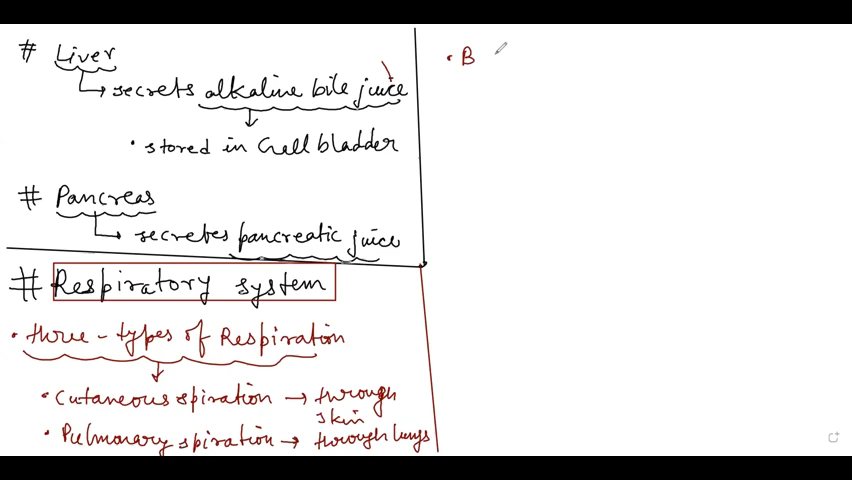 # Liver
secrets alkaline bile juice
• stored in Gall bladder
# Pancreas
secretes pancreatic juice
# Respiratory system
• three - types of Respiration
• Cutaneous spiration → through skin
• Pulmonary spiration → through lungs
• B